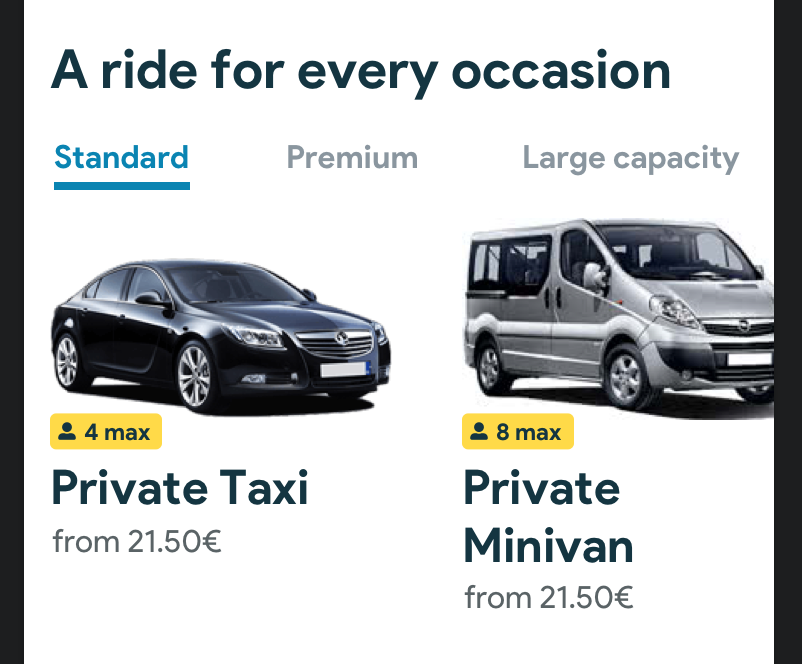 A ride for every occasion
Standard Premium Large capacity
4 max
Private Taxi
from 21.50€
8 max
Private
Minivan
from 21.50€